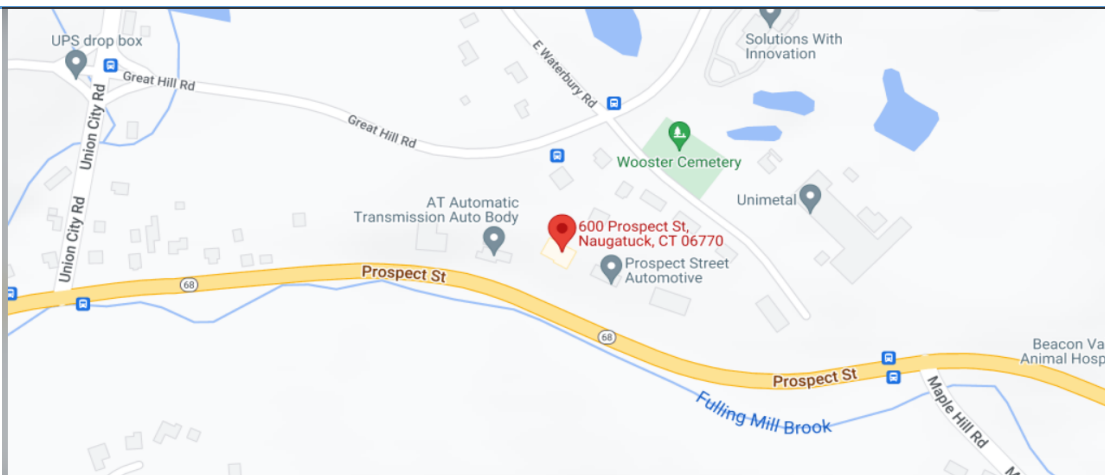 UPS drop box
Great Hill Rd
Union City Rd
Union City Rd
Great Hill Rd
E Waterbury Rd
Solutions With
Innovation
Wooster Cemetery
Unimetal
AT Automatic
Transmission Auto Body
600 Prospect St,
Naugatuck, CT 06770
Prospect Street
Automotive
Prospect St
68
68
Prospect St
Fulling Mill Brook
Beacon Va
Animal Hosp
Maple Hill Rd
M